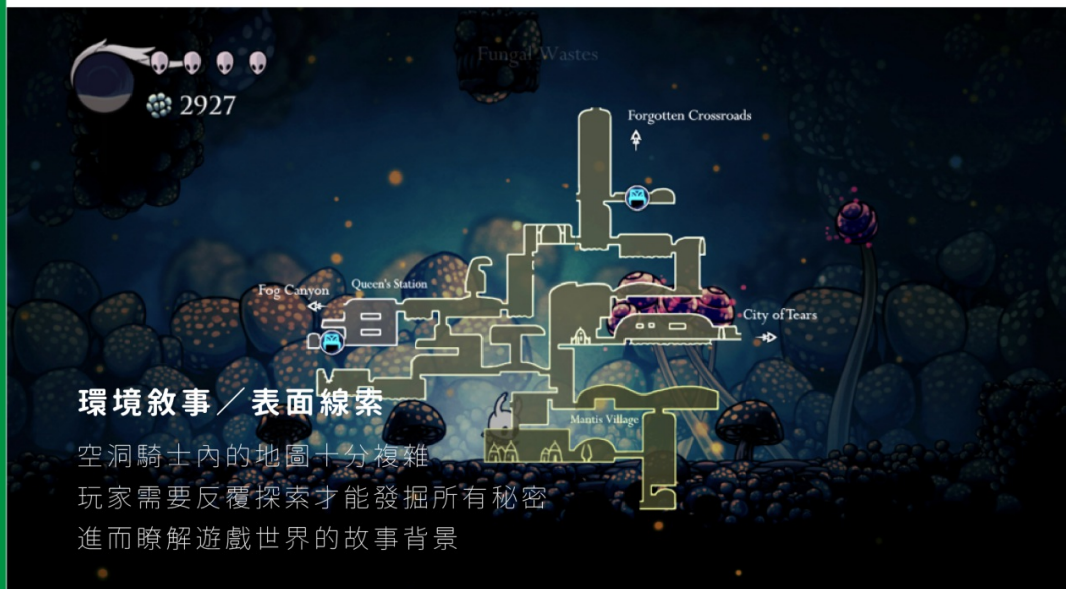 Fungal Wastes
2927
Forgotten Crossroads
Fog Canyon
Queen's Station
City of Tears
Mantis Village
環境敘事／表面線索
空洞騎士內的地圖十分複雜
玩家需要反覆探索才能發掘所有秘密
進而瞭解遊戲世界的故事背景